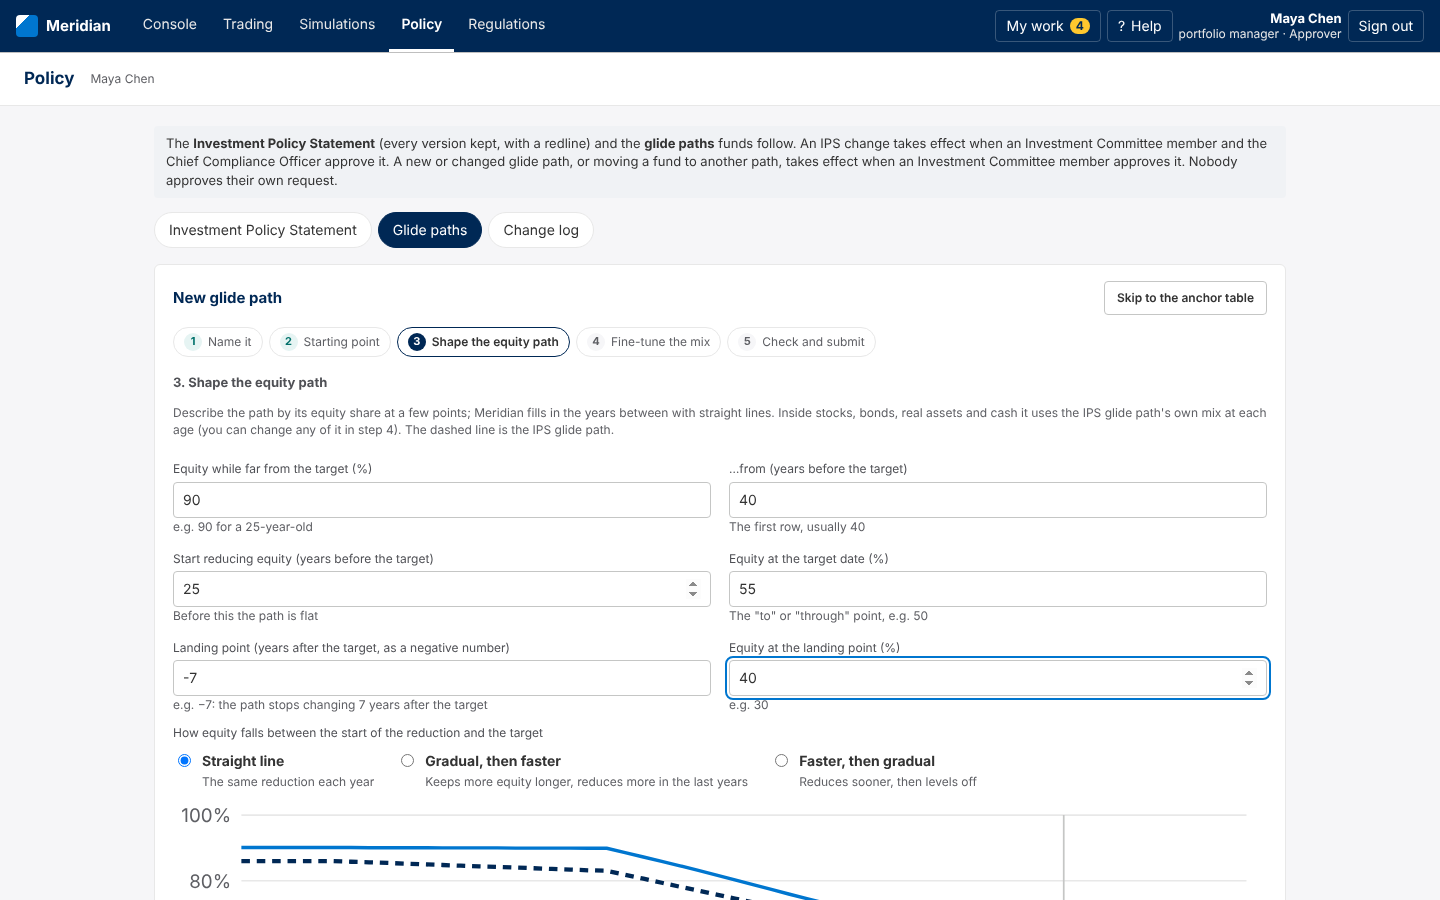 Meridian Console Trading Simulations Policy Regulations My work 4 ? Help Maya Chen portfolio manager · Approver Sign out
Policy Maya Chen
The Investment Policy Statement (every version kept, with a redline) and the glide paths funds follow. An IPS change takes effect when an Investment Committee member and the
Chief Compliance Officer approve it. A new or changed glide path, or moving a fund to another path, takes effect when an Investment Committee member approves it. Nobody
approves their own request.
Investment Policy Statement Glide paths Change log
New glide path Skip to the anchor table
1 Name it 2 Starting point 3 Shape the equity path 4 Fine-tune the mix 5 Check and submit
3. Shape the equity path
Describe the path by its equity share at a few points; Meridian fills in the years between with straight lines. Inside stocks, bonds, real assets and cash it uses the IPS glide path's own mix at each
age (you can change any of it in step 4). The dashed line is the IPS glide path.
Equity while far from the target (%) ...from (years before the target)
90 40
e.g. 90 for a 25-year-old The first row, usually 40
Start reducing equity (years before the target) Equity at the target date (%)
25 55
Before this the path is flat The "to" or "through" point, e.g. 50
Landing point (years after the target, as a negative number) Equity at the landing point (%)
-7 40
e.g. −7: the path stops changing 7 years after the target e.g. 30
How equity falls between the start of the reduction and the target
Straight line Gradual, then faster Faster, then gradual
The same reduction each year Keeps more equity longer, reduces more in the last years Reduces sooner, then levels off
100%
80%